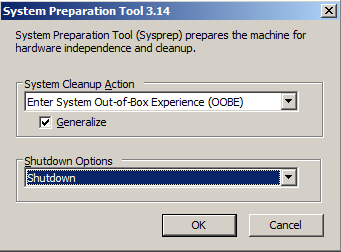 System Preparation Tool 3.14
System Preparation Tool (Sysprep) prepares the machine for
hardware independence and cleanup.
System Cleanup Action
Enter System Out-of-Box Experience (OOBE)
Generalize
Shutdown Options
Shutdown
OK
Cancel